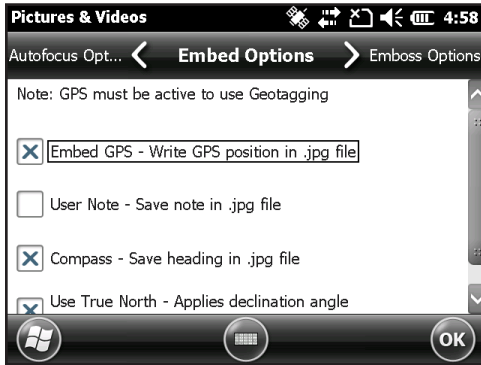 Pictures & Videos 4:58
Autofocus Opt... Embed Options Emboss Options
Note: GPS must be active to use Geotagging
Embed GPS - Write GPS position in .jpg file
User Note - Save note in .jpg file
Compass - Save heading in .jpg file
Use True North - Applies declination angle
OK